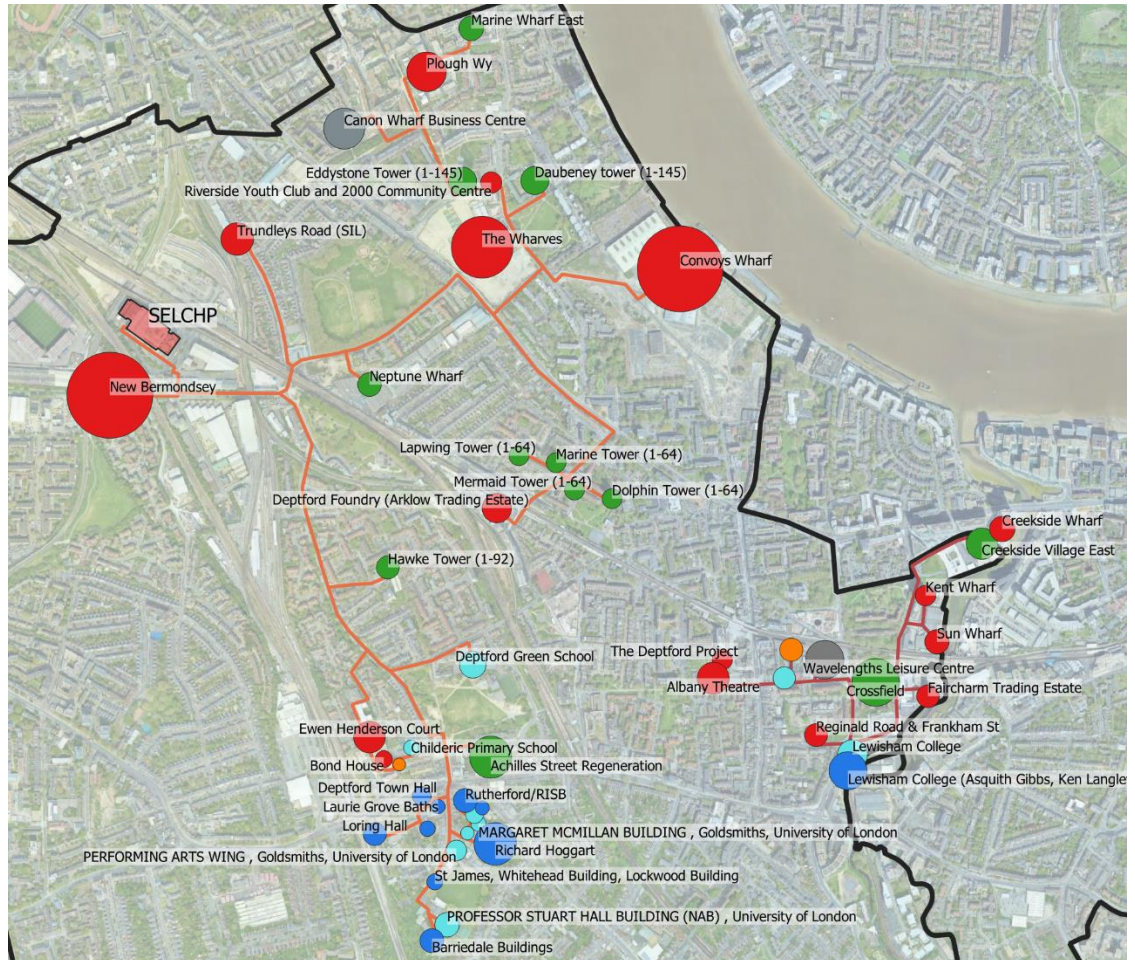 Marine Wharf East
Plough Wy
Canon Wharf Business Centre
Eddystone Tower (1-145)
Daubeney tower (1-145)
Riverside Youth Club and 2000 Community Centre
Trundleys Road (SIL)
The Wharves
Convoys Wharf
SELCHP
New Bermondsey
Neptune Wharf
Lapwing Tower (1-64)
Marine Tower (1-64)
Mermaid Tower (1-64)
Dolphin Tower (1-64)
Deptford Foundry (Arklow Trading Estate)
Creekside Wharf
Creekside Village East
Hawke Tower (1-92)
Kent Wharf
Sun Wharf
Deptford Green School
The Deptford Project
Wavelengths Leisure Centre
Albany Theatre
Crossfield
Faircharm Trading Estate
Ewen Henderson Court
Reginald Road & Frankham St
Childeric Primary School
Lewisham College
Bond House
Achilles Street Regeneration
Lewisham College (Asquith Gibbs, Ken Langley
Deptford Town Hall
Rutherford/RISB
Laurie Grove Baths
Loring Hall
MARGARET MCMILLAN BUILDING , Goldsmiths, University of London
PERFORMING ARTS WING , Goldsmiths, University of London
Richard Hoggart
St James, Whitehead Building, Lockwood Building
PROFESSOR STUART HALL BUILDING (NAB) , University of London
Barriedale Buildings